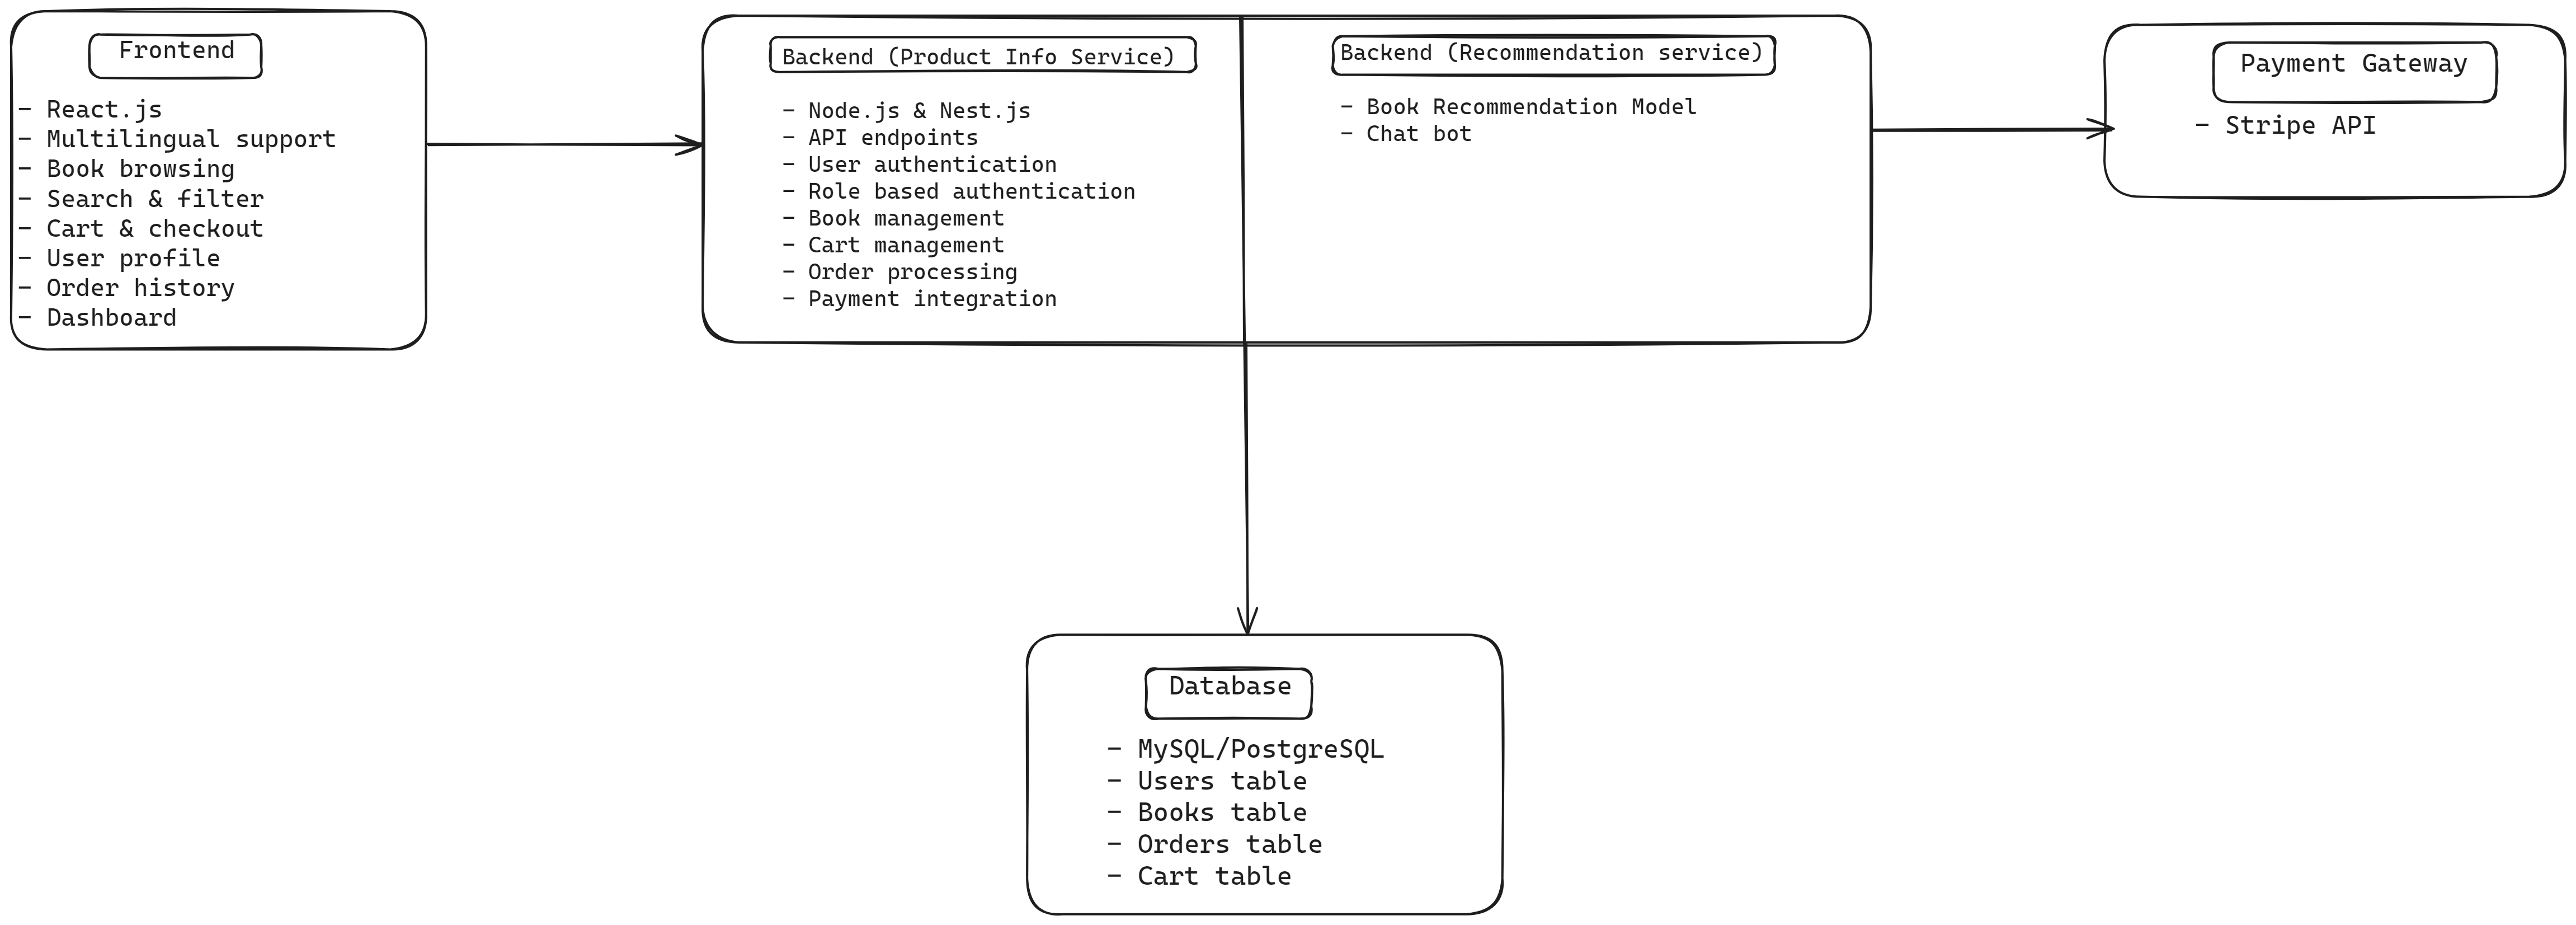 Frontend
- React.js
- Multilingual support
- Book browsing
- Search & filter
- Cart & checkout
- User profile
- Order history
- Dashboard
Backend (Product Info Service)
- Node.js & Nest.js
- API endpoints
- User authentication
- Role based authentication
- Book management
- Cart management
- Order processing
- Payment integration
Backend (Recommendation service)
- Book Recommendation Model
- Chat bot
Payment Gateway
- Stripe API
Database
- MySQL/PostgreSQL
- Users table
- Books table
- Orders table
- Cart table